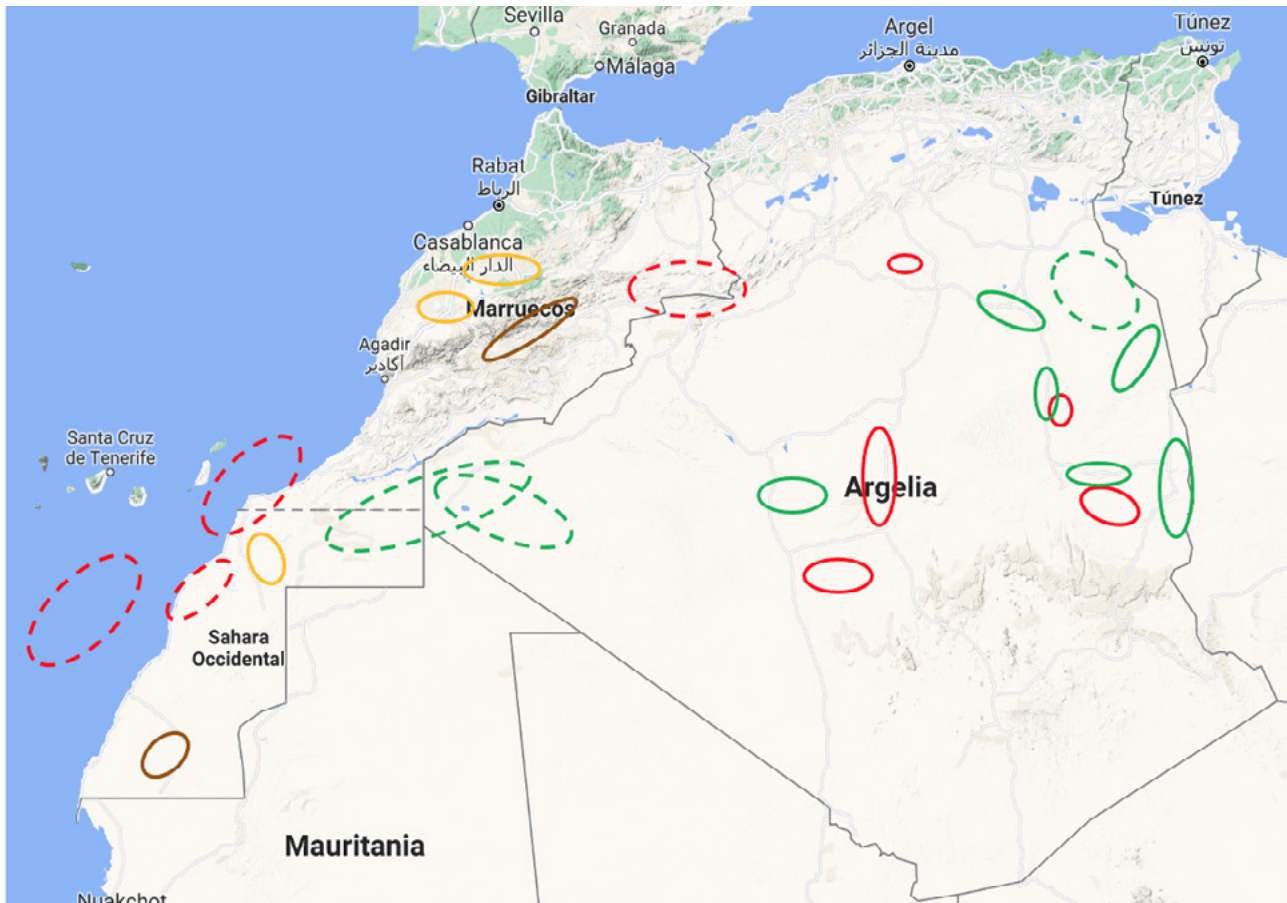 Sevilla
Granada
Málaga
Gibraltar
Argel
مدينة الجزائر
Túnez
تونس
Rabat
الرباط
Túnez
Casablanca
الدار البيضاء
Marruecos
Agadir
أكادير
Santa Cruz
de Tenerife
Argelia
Sahara
Occidental
Mauritania
Nuakchot